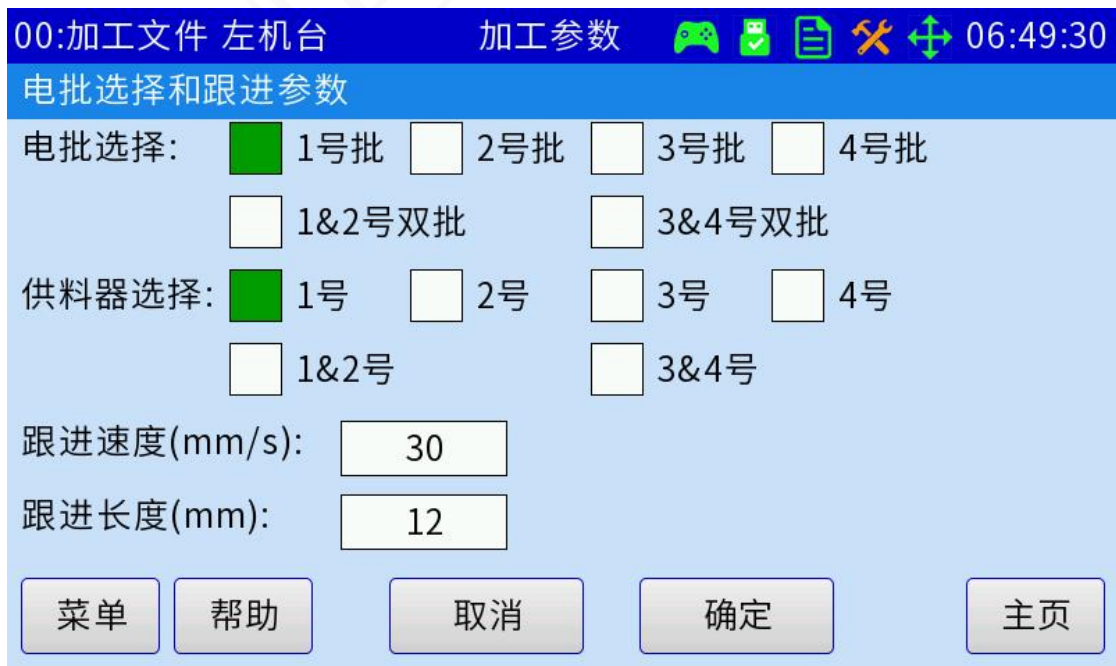 00:加工文件 左机台 加工参数 06:49:30
电批选择和跟进参数
电批选择: 1号批 2号批 3号批 4号批
1&2号双批 3&4号双批
供料器选择: 1号 2号 3号 4号
1&2号 3&4号
跟进速度(mm/s): 30
跟进长度(mm): 12
菜单 帮助 取消 确定 主页